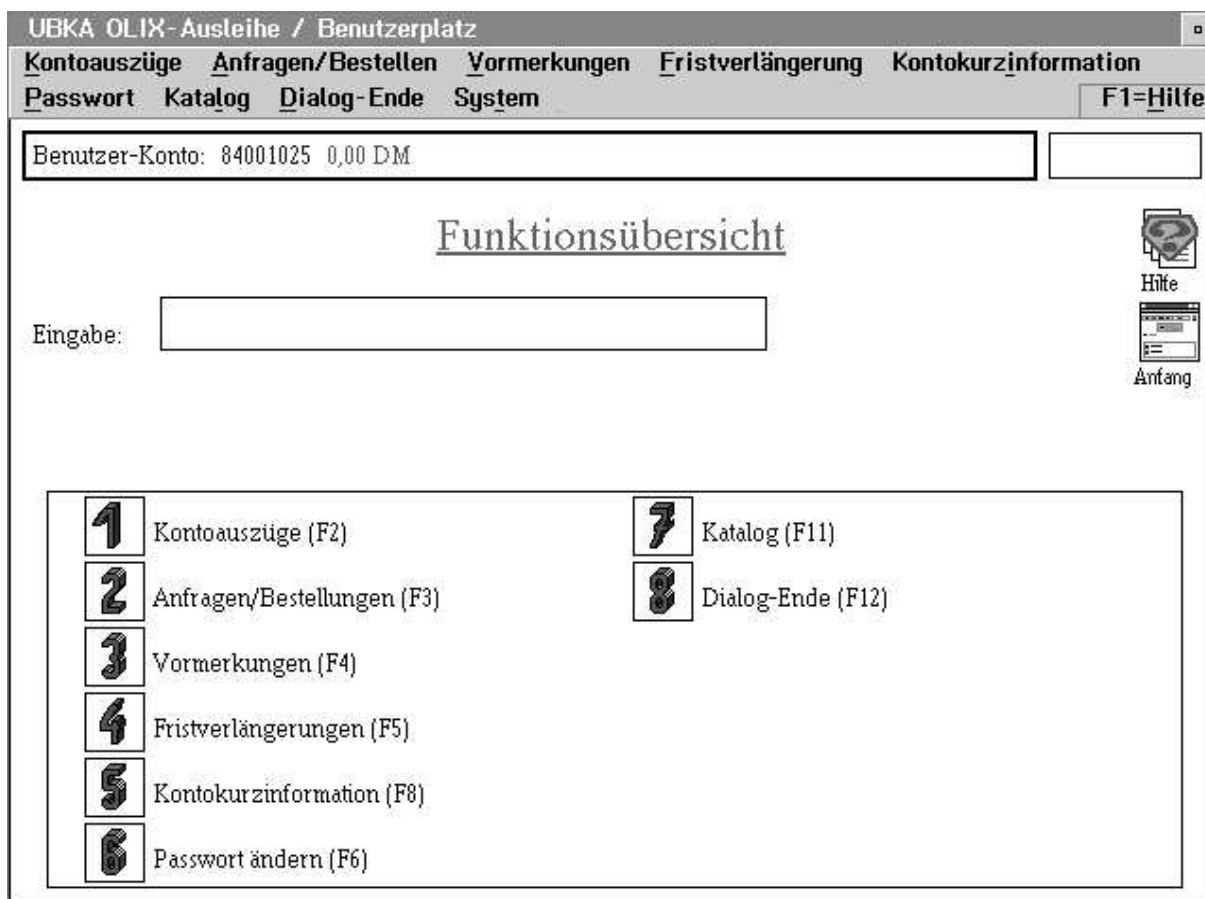 UBKA OLIX-Ausleihe / Benutzerplatz
Kontoauszüge Anfragen/Bestellen Vormerkungen Fristverlängerung Kontokurzinformation
Passwort Katalog Dialog-Ende System F1=Hilfe
Benutzer-Konto: 84001025 0,00 DM
Funktionsübersicht
Hilfe
Eingabe:
Anfang
1 Kontoauszüge (F2)
2 Anfragen/Bestellungen (F3)
3 Vormerkungen (F4)
4 Fristverlängerungen (F5)
5 Kontokurzinformation (F8)
6 Passwort ändern (F6)
7 Katalog (F11)
8 Dialog-Ende (F12)